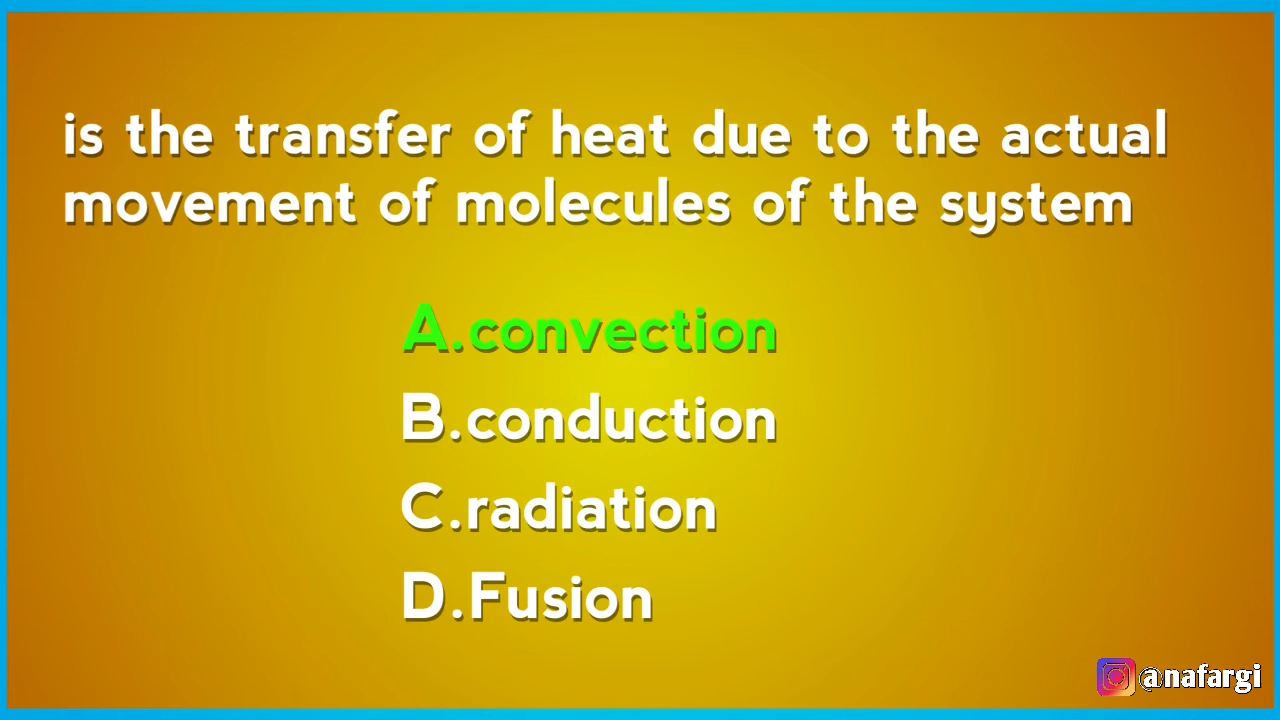 is the transfer of heat due to the actual
movement of molecules of the system
A.convection
B.conduction
C.radiation
D.Fusion
@nafargi